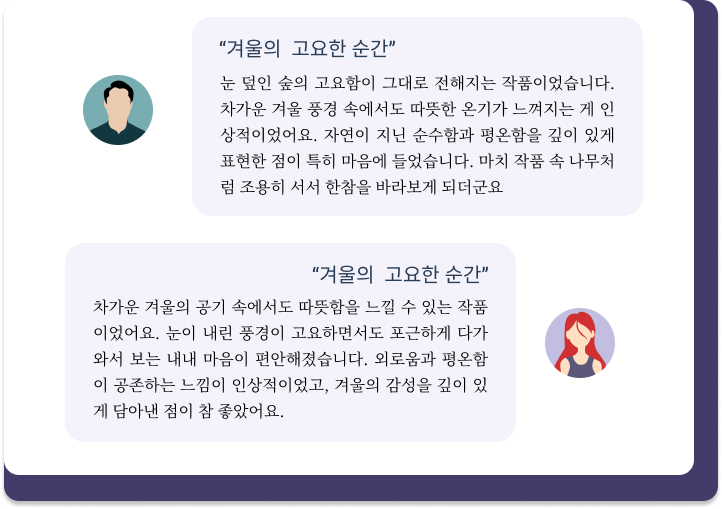 “겨울의  고요한 순간”
눈 덮인 숲의 고요함이 그대로 전해지는 작품이었습니다.
차가운 겨울 풍경 속에서도 따뜻한 온기가 느껴지는 게 인
상적이었어요. 자연이 지닌 순수함과 평온함을 깊이 있게
표현한 점이 특히 마음에 들었습니다. 마치 작품 속 나무처
럼 조용히 서서 한참을 바라보게 되더군요
“겨울의  고요한 순간”
차가운 겨울의 공기 속에서도 따뜻함을 느낄 수 있는 작품
이었어요. 눈이 내린 풍경이 고요하면서도 포근하게 다가
와서 보는 내내 마음이 편안해졌습니다. 외로움과 평온함
이 공존하는 느낌이 인상적이었고, 겨울의 감성을 깊이 있
게 담아낸 점이 참 좋았어요.